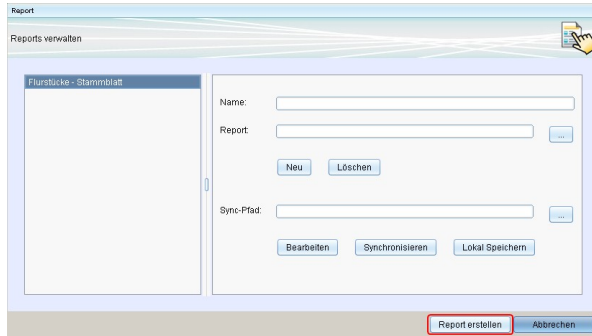 Report
Reports verwalten
Flurstücke - Stammblatt
Name:
Report:
...
Neu Löschen
Sync-Pfad:
...
Bearbeiten Synchronisieren Lokal Speichern
Report erstellen Abbrechen